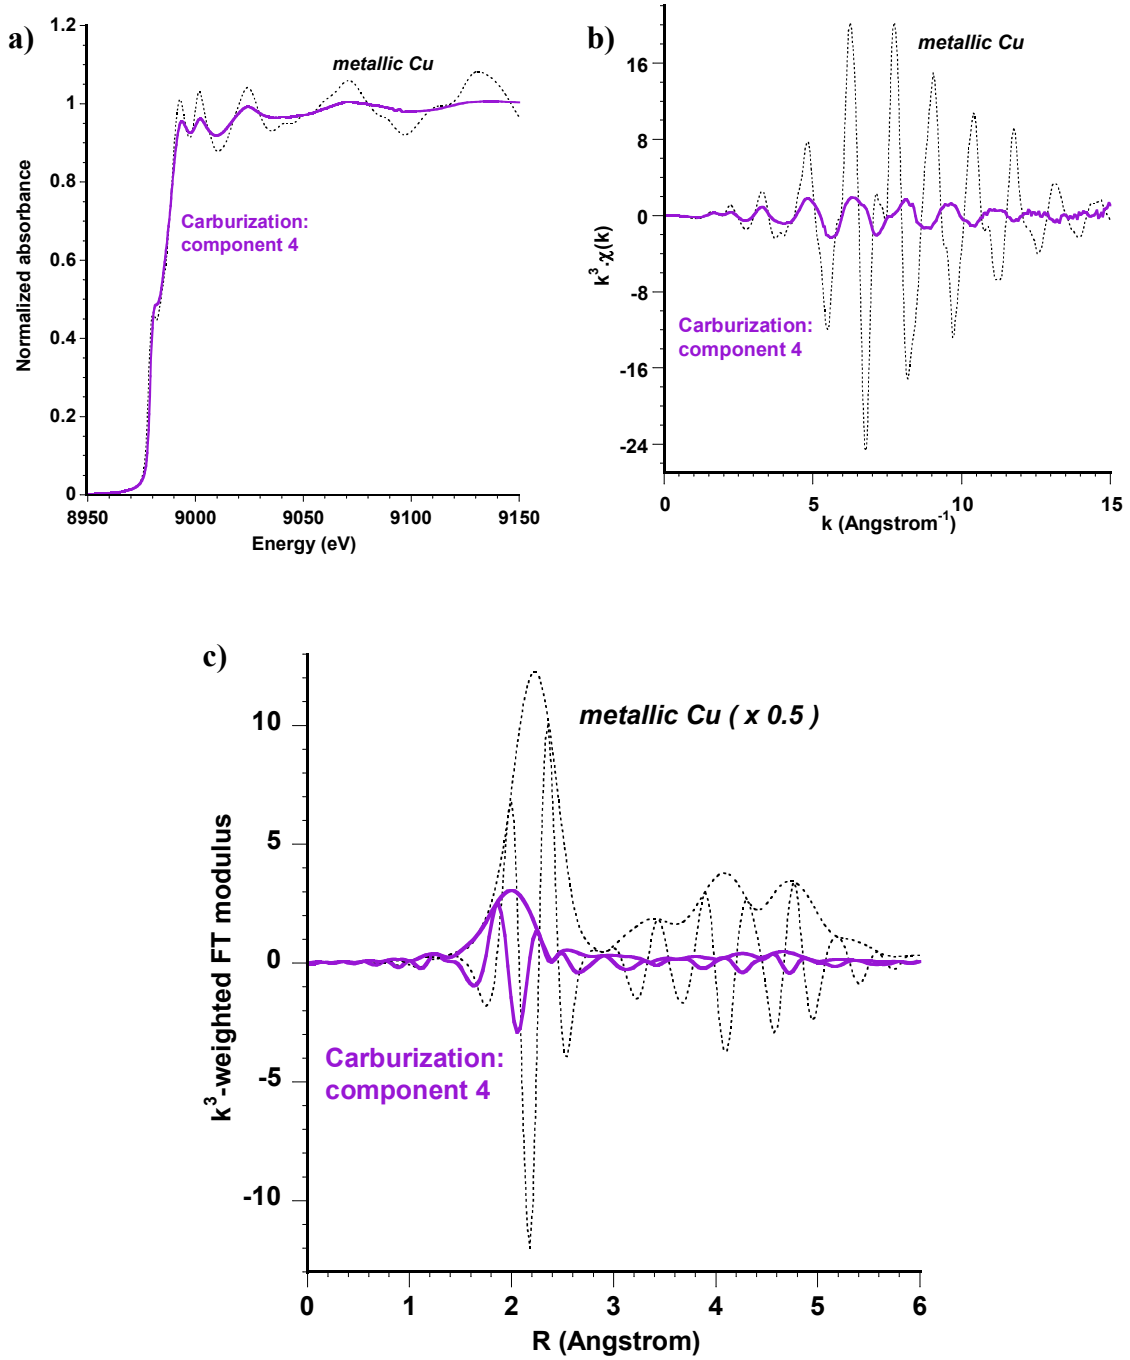 a)
1.2
1
0.8
0.6
0.4
0.2
0
Normalized absorbance
metallic Cu
Carburization:
component 4
8950
9000
9050
9100
9150
Energy (eV)
b)
16
8
0
-8
-16
-24
k³.χ(k)
metallic Cu
Carburization:
component 4
0
5
10
15
k (Angstrom⁻¹)
c)
10
5
0
-5
-10
k³-weighted FT modulus
metallic Cu ( x 0.5 )
Carburization:
component 4
0
1
2
3
4
5
6
R (Angstrom)